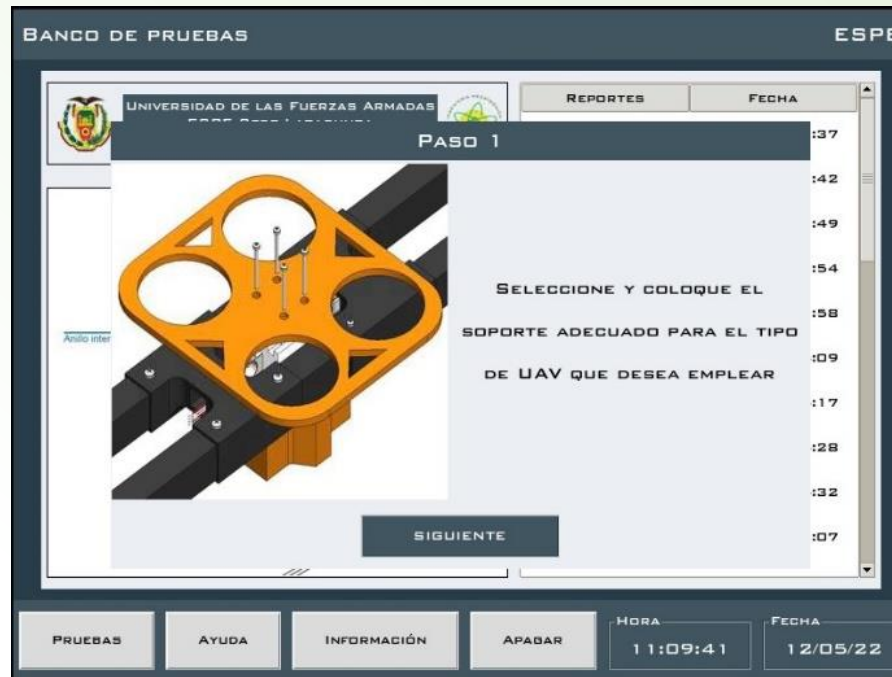 BANCO DE PRUEBAS
ESPE
UNIVERSIDAD DE LAS FUERZAS ARMADAS
REPORTES
FECHA
:37
PASO 1
:42
:49
:54
SELECCIONE Y COLOQUE EL
:58
SOPORTE ADECUADO PARA EL TIPO
Anillo inter
:09
DE UAV QUE DESEA EMPLEAR
:17
:28
:32
SIGUIENTE
:07
PRUEBAS
AYUDA
INFORMACIÓN
APAGAR
HORA
11:09:41
FECHA
12/05/22